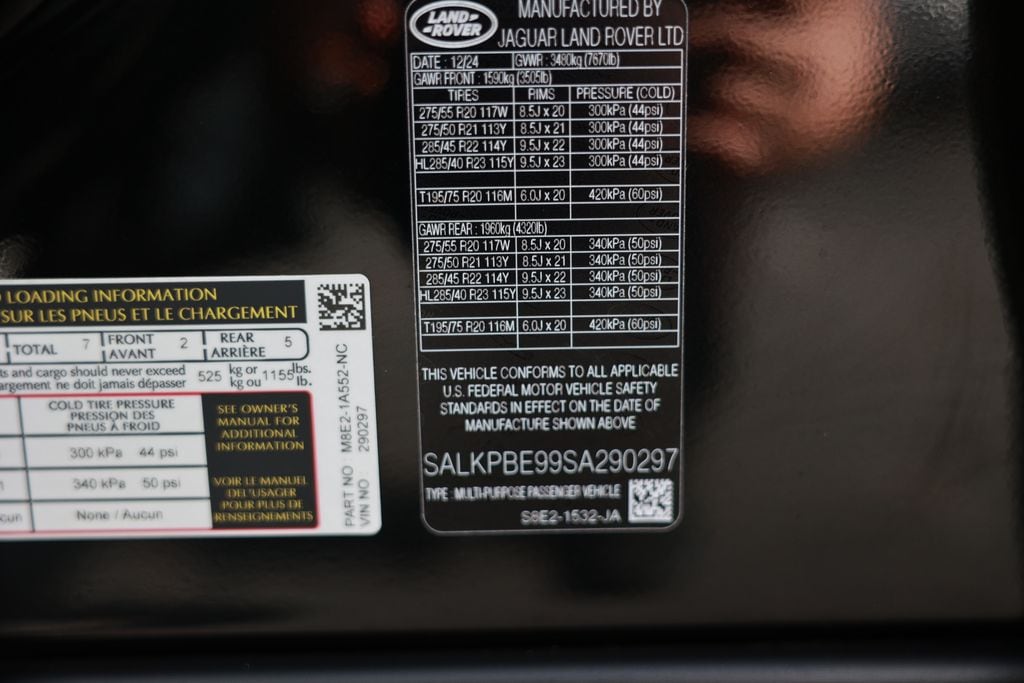 LAND-
-ROVER
MANUFACTURED BY
JAGUAR LAND ROVER LTD
DATE : 12/24 GVWR : 3480kg (7670lb)
GAWR FRONT : 1590kg (3505lb)
TIRES RIMS PRESSURE (COLD)
275/55 R20 117W 8.5J x 20 300kPa (44psi)
275/50 R21 113Y 8.5J x 21 300kPa (44psi)
285/45 R22 114Y 9.5J x 22 300kPa (44psi)
HL285/40 R23 115Y 9.5J x 23 300kPa (44psi)
T195/75 R20 116M 6.0J x 20 420kPa (60psi)
GAWR REAR : 1960kg (4320lb)
275/55 R20 117W 8.5J x 20 340kPa (50psi)
275/50 R21 113Y 8.5J x 21 340kPa (50psi)
285/45 R22 114Y 9.5J x 22 340kPa (50psi)
HL285/40 R23 115Y 9.5J x 23 340kPa (50psi)
T195/75 R20 116M 6.0J x 20 420kPa (60psi)
THIS VEHICLE CONFORMS TO ALL APPLICABLE
U.S. FEDERAL MOTOR VEHICLE SAFETY
STANDARDS IN EFFECT ON THE DATE OF
MANUFACTURE SHOWN ABOVE
SALKPBE99SA290297
TYPE : MULTI-PURPOSE PASSENGER VEHICLE
S8E2-1532-JA
LOADING INFORMATION
SUR LES PNEUS ET LE CHARGEMENT
TOTAL 7 FRONT AVANT 2 REAR ARRIÈRE 5
and cargo should never exceed 525 kg or 1155 lbs.
ne doit jamais dépasser kg ou lb.
COLD TIRE PRESSURE
PRESSION DES
PNEUS À FROID
300 kPa 44 psi
340 kPa 50 psi
None / Aucun
SEE OWNER'S
MANUAL FOR
ADDITIONAL
INFORMATION
VOIR LE MANUEL
DE L'USAGER
POUR PLUS DE
RENSEIGNEMENTS
PART NO : M8E2-1A552-NC
VIN NO : 290297